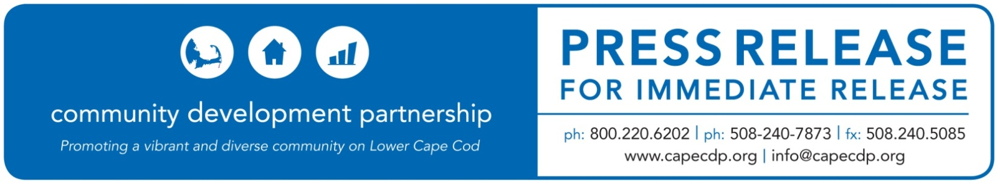 community development partnership
Promoting a vibrant and diverse community on Lower Cape Cod
PRESS RELEASE
FOR IMMEDIATE RELEASE
ph: 800.220.6202 | ph: 508-240-7873 | fx: 508.240.5085
www.capecdp.org | info@capecdp.org